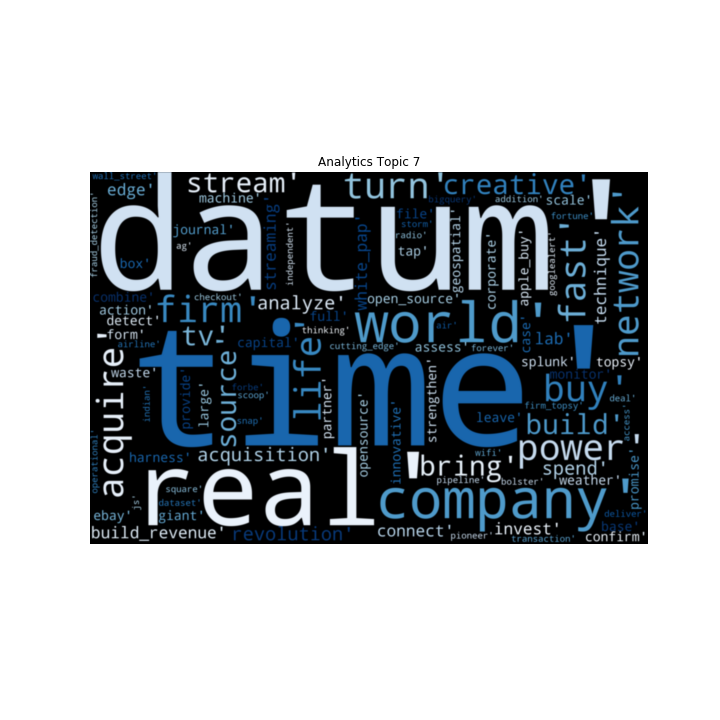 Analytics Topic 7
wall_street'
stream'
turn'
creative'
edge'
machine'
bigquery'
addition'
scale'
datum'
fraud_detection'
journal'
ag'
streaming'
independent'
white_pap'
file'
storm'
radio'
tap'
geospatial'
corporate'
apple_buy'
googlealert'
fortune'
fast'
technique'
network'
box'
combine'
checkout'
action'
firm'
analyze'
full'
open_source'
world'
air'
detect'
form'
airline'
tv
capital'
thinking'
cutting_edge'
assess'
forever'
case'
lab'
time'
acquire'
waste'
indian'
provide'
large'
source'
forbe'
scoop'
snap'
life'
partner'
opensource'
innovative'
strengthen'
splunk'
topsy'
monitor'
buy'
deal'
firm_topsy'
leave'
build'
access'
operational'
harness'
acquisition'
real'
bring'
power'
wifi'
pipeline'
bolster'
spend'
weather'
promise'
square'
dataset'
js'
ebay'
giant'
company'
deliver'
base'
build_revenue'
revolution'
connect'
pioneer'
invest'
transaction'
confirm'